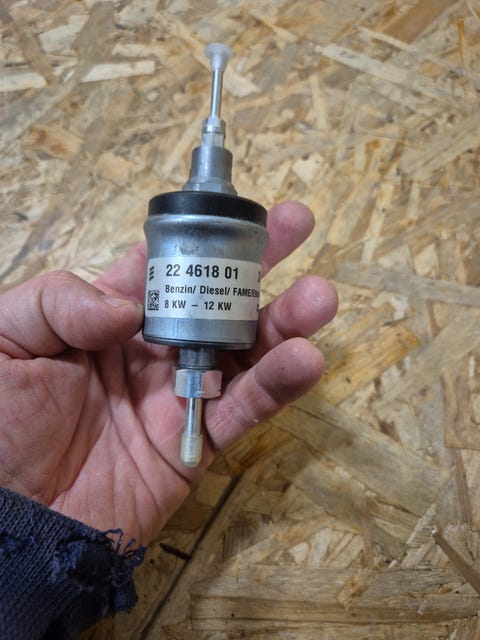 22 4618 01
Benzin/ Diesel/ FAME/
8 KW – 12 KW